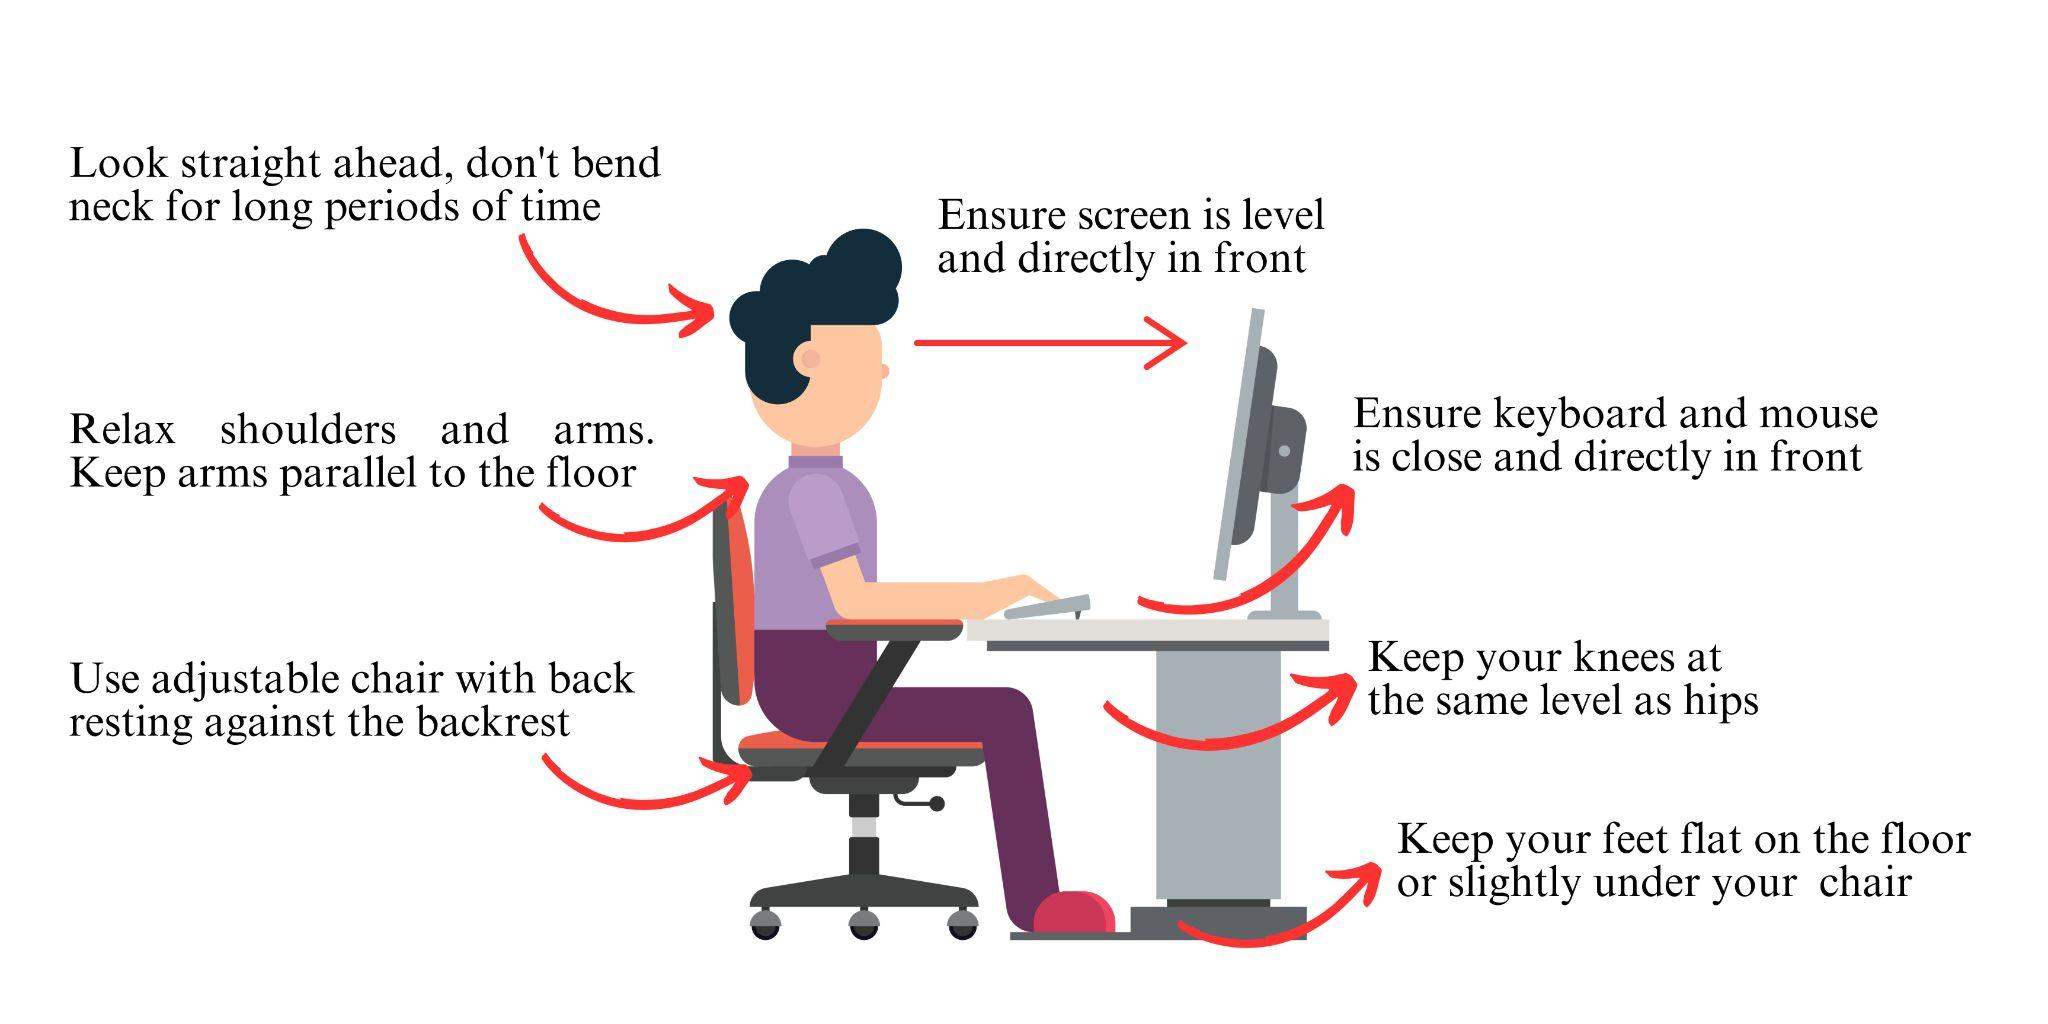 Look straight ahead, don't bend
neck for long periods of time
Ensure screen is level
and directly in front
Relax shoulders and arms.
Keep arms parallel to the floor
Ensure keyboard and mouse
is close and directly in front
Use adjustable chair with back
resting against the backrest
Keep your knees at
the same level as hips
Keep your feet flat on the floor
or slightly under your chair